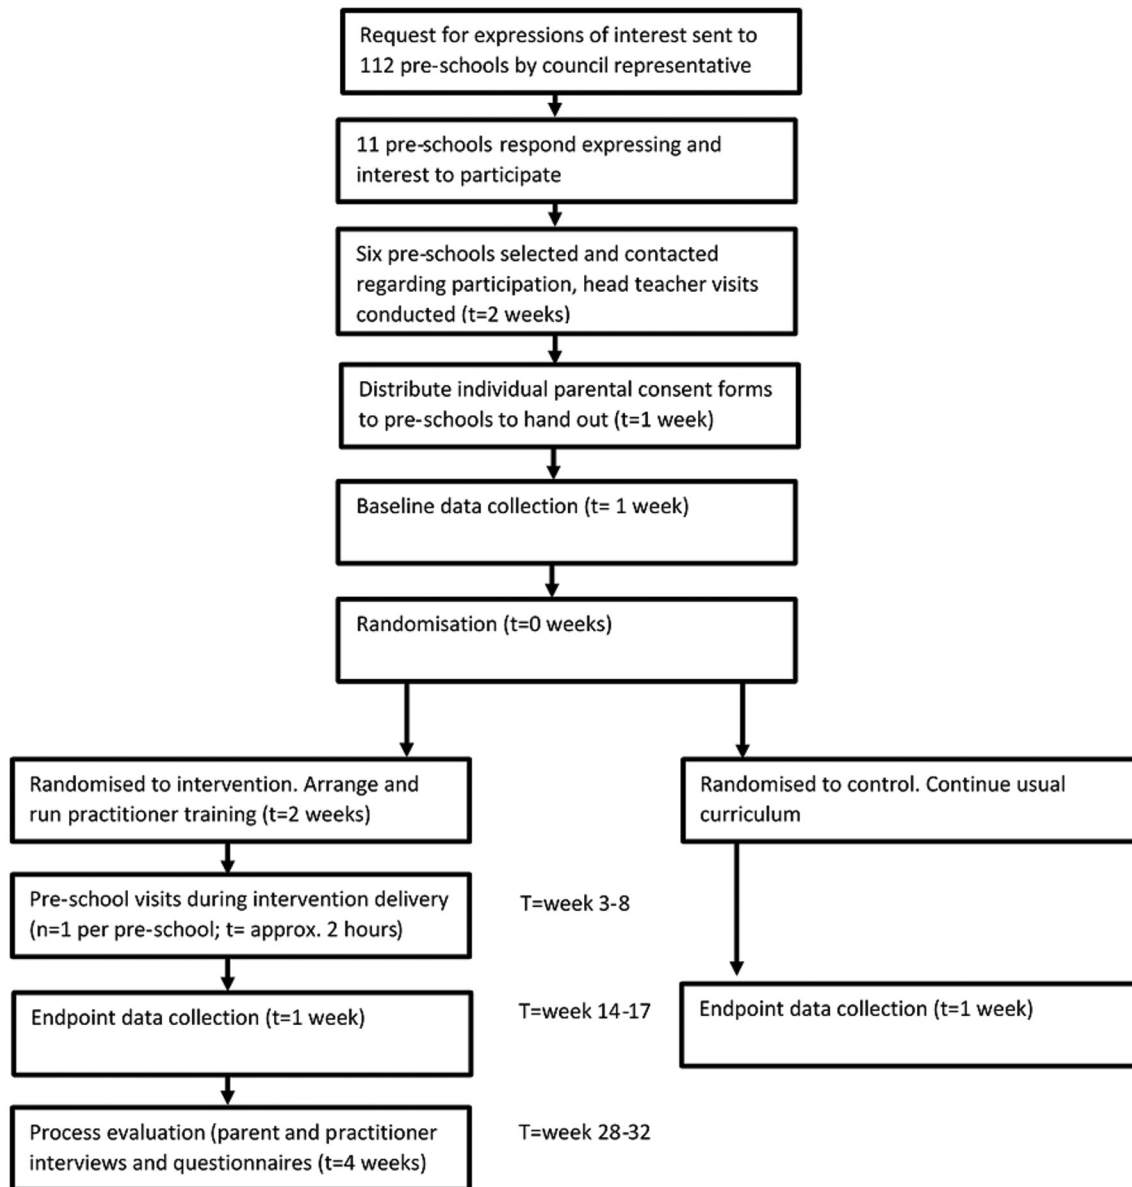 Request for expressions of interest sent to
112 pre-schools by council representative
11 pre-schools respond expressing and
interest to participate
Six pre-schools selected and contacted
regarding participation, head teacher visits
conducted (t=2 weeks)
Distribute individual parental consent forms
to pre-schools to hand out (t=1 week)
Baseline data collection (t= 1 week)
Randomisation (t=0 weeks)
Randomised to intervention. Arrange and
run practitioner training (t=2 weeks)
Randomised to control. Continue usual
curriculum
Pre-school visits during intervention delivery
(n=1 per pre-school; t= approx. 2 hours)
T=week 3-8
Endpoint data collection (t=1 week)
T=week 14-17
Endpoint data collection (t=1 week)
Process evaluation (parent and practitioner
interviews and questionnaires (t=4 weeks)
T=week 28-32